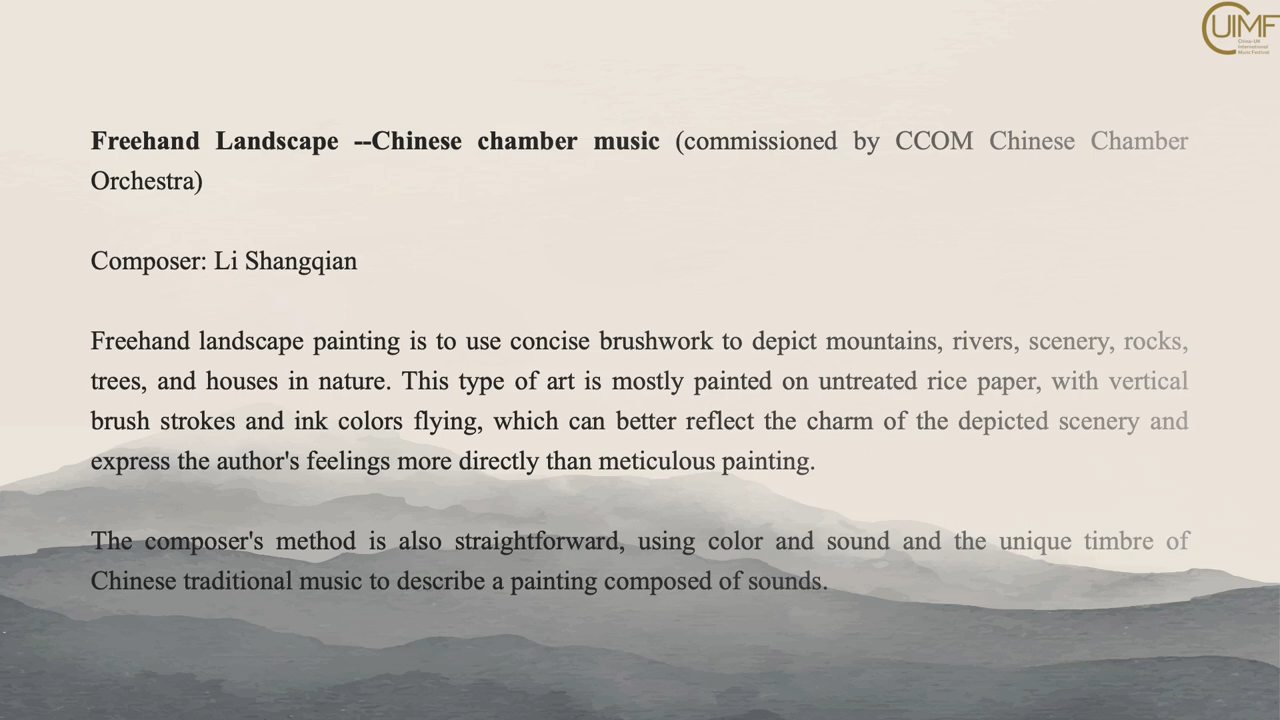 CUIMF
China-UK
International
Music Festival
Freehand Landscape --Chinese chamber music (commissioned by CCOM Chinese Chamber
Orchestra)
Composer: Li Shangqian
Freehand landscape painting is to use concise brushwork to depict mountains, rivers, scenery, rocks,
trees, and houses in nature. This type of art is mostly painted on untreated rice paper, with vertical
brush strokes and ink colors flying, which can better reflect the charm of the depicted scenery and
express the author's feelings more directly than meticulous painting.
The composer's method is also straightforward, using color and sound and the unique timbre of
Chinese traditional music to describe a painting composed of sounds.